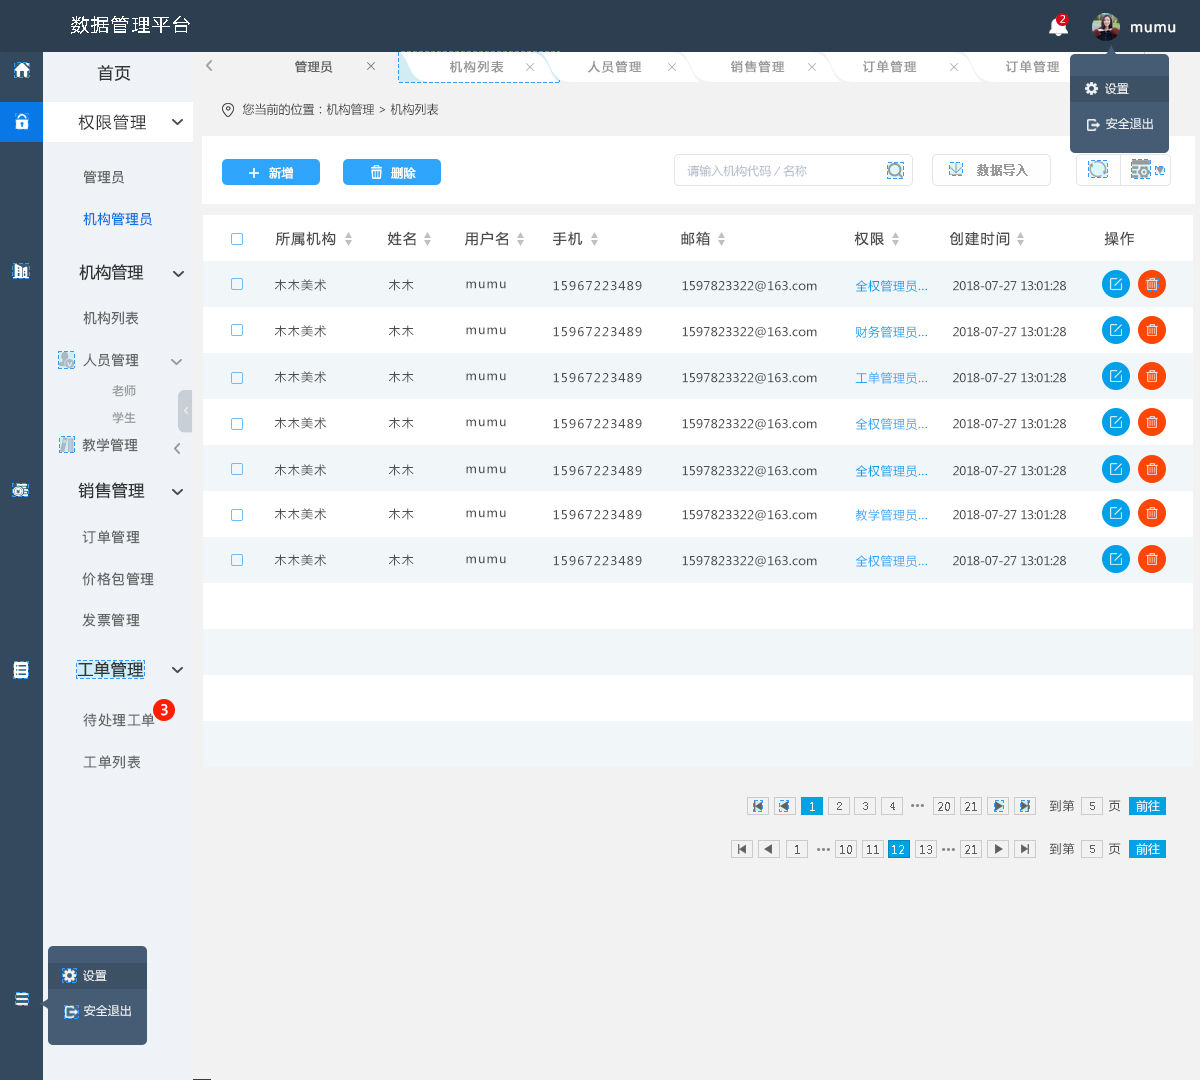 数据管理平台
2
mumu
首页
管理员
机构列表
人员管理
销售管理
订单管理
订单管理
设置
安全退出
您当前的位置：机构管理 > 机构列表
权限管理
管理员
机构管理员
机构管理
机构列表
人员管理
老师
学生
教学管理
销售管理
订单管理
价格包管理
发票管理
工单管理
待处理工单
3
工单列表
设置
安全退出
新增
删除
请输入机构代码 / 名称
数据导入
所属机构 姓名 用户名 手机 邮箱 权限 创建时间 操作
木木美术 木木 mumu 15967223489 1597823322@163.com 全权管理员... 2018-07-27 13:01:28
木木美术 木木 mumu 15967223489 1597823322@163.com 财务管理员... 2018-07-27 13:01:28
木木美术 木木 mumu 15967223489 1597823322@163.com 工单管理员... 2018-07-27 13:01:28
木木美术 木木 mumu 15967223489 1597823322@163.com 全权管理员... 2018-07-27 13:01:28
木木美术 木木 mumu 15967223489 1597823322@163.com 全权管理员... 2018-07-27 13:01:28
木木美术 木木 mumu 15967223489 1597823322@163.com 教学管理员... 2018-07-27 13:01:28
木木美术 木木 mumu 15967223489 1597823322@163.com 全权管理员... 2018-07-27 13:01:28
1 2 3 4 ··· 20 21 到第 5 页 前往
1 ··· 10 11 12 13 ··· 21 到第 5 页 前往